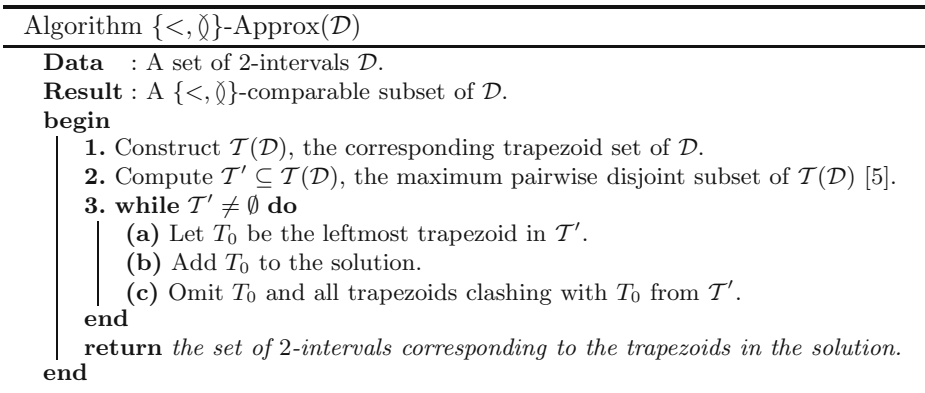 Algorithm {<, ≬}-Approx(𝒟)
Data : A set of 2-intervals 𝒟.
Result : A {<, ≬}-comparable subset of 𝒟.
begin
1. Construct 𝒯(𝒟), the corresponding trapezoid set of 𝒟.
2. Compute 𝒯′ ⊆ 𝒯(𝒟), the maximum pairwise disjoint subset of 𝒯(𝒟) [5].
3. while 𝒯′ ≠ ∅ do
(a) Let T₀ be the leftmost trapezoid in 𝒯′.
(b) Add T₀ to the solution.
(c) Omit T₀ and all trapezoids clashing with T₀ from 𝒯′.
end
return the set of 2-intervals corresponding to the trapezoids in the solution.
end